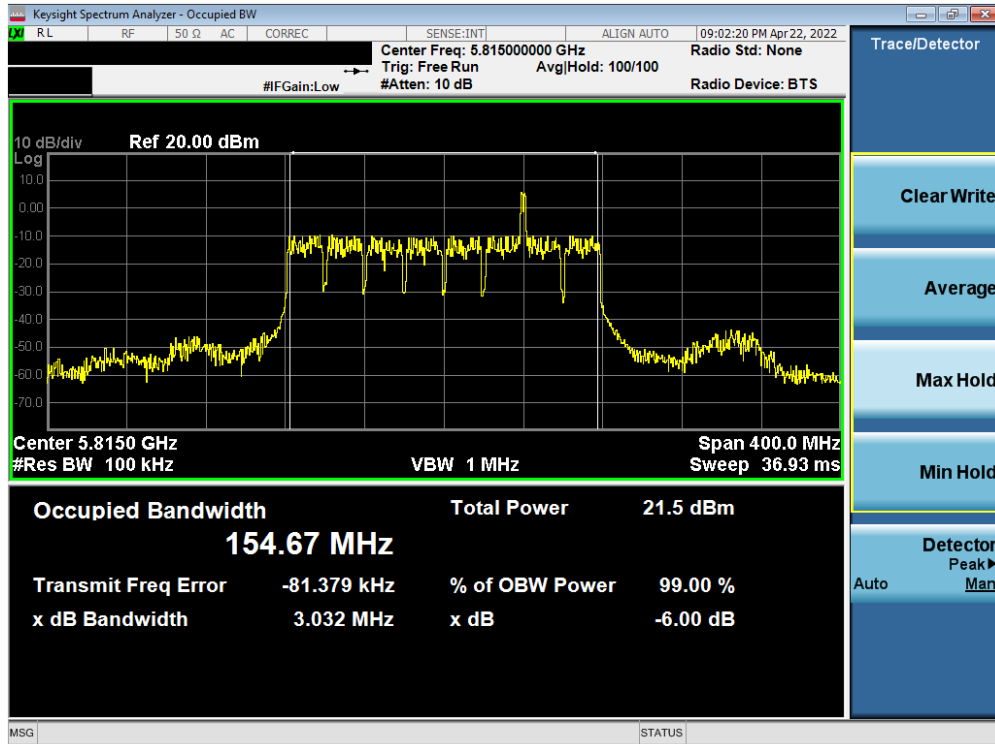 Keysight Spectrum Analyzer - Occupied BW
LXI RL RF 50 Ω AC CORREC SENSE:INT ALIGN AUTO 09:02:20 PM Apr 22, 2022
Center Freq: 5.815000000 GHz Radio Std: None
Trig: Free Run Avg|Hold: 100/100
#IFGain:Low #Atten: 10 dB Radio Device: BTS
10 dB/div Ref 20.00 dBm
Log
10.0
0.00
-10.0
-20.0
-30.0
-40.0
-50.0
-60.0
-70.0
Center 5.8150 GHz Span 400.0 MHz
#Res BW 100 kHz VBW 1 MHz Sweep 36.93 ms
Occupied Bandwidth Total Power 21.5 dBm
154.67 MHz
Transmit Freq Error -81.379 kHz % of OBW Power 99.00 %
x dB Bandwidth 3.032 MHz x dB -6.00 dB
MSG STATUS
Trace/Detector
Clear Write
Average
Max Hold
Min Hold
Detector
Peak▶
Auto Man